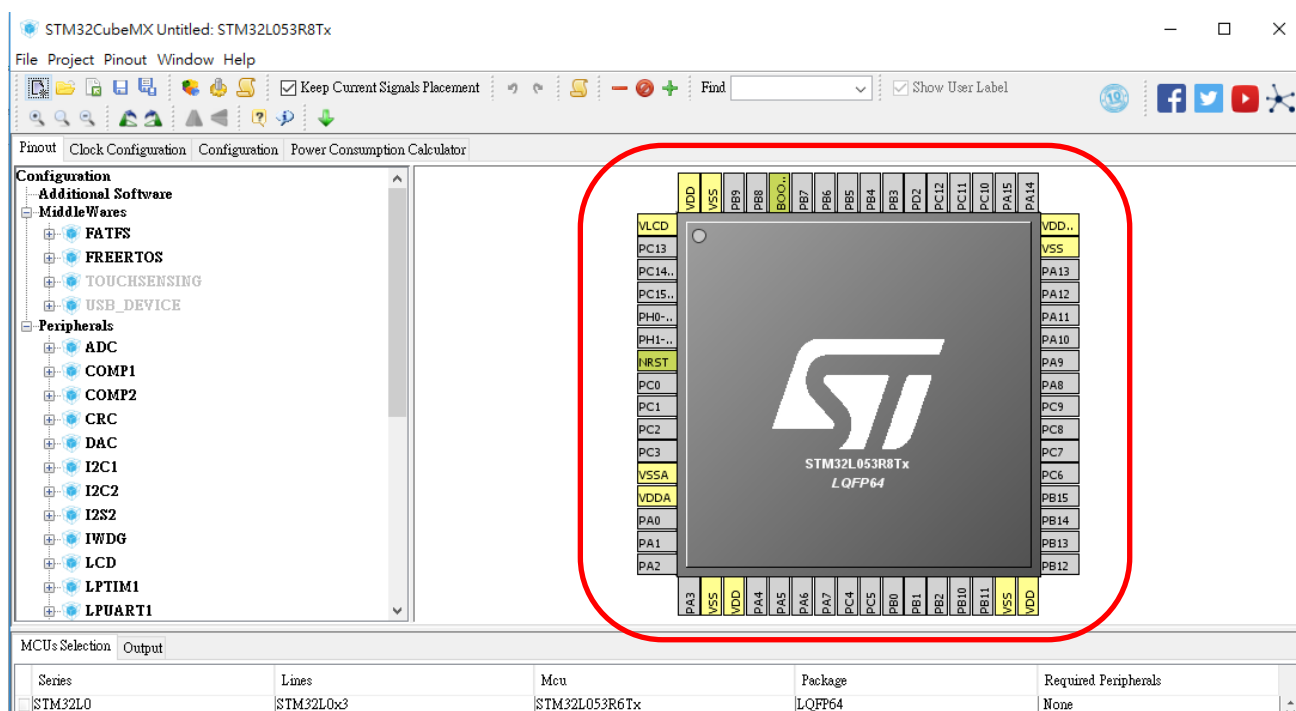 STM32CubeMX Untitled: STM32L053R8Tx
File Project Pinout Window Help
Keep Current Signals Placement Find Show User Label
Pinout Clock Configuration Configuration Power Consumption Calculator
Configuration
Additional Software
MiddleWares
FATFS
FREERTOS
TOUCHSENSING
USB_DEVICE
Peripherals
ADC
COMP1
COMP2
CRC
DAC
I2C1
I2C2
I2S2
IWDG
LCD
LPTIM1
LPUART1
VDD VSS PB9 PB8 BOO.. PB7 PB6 PB5 PB4 PB3 PD2 PC12 PC11 PC10 PA15 PA14
VLCD
PC13
PC14..
PC15..
PH0-..
PH1-..
NRST
PC0
PC1
PC2
PC3
VSSA
VDDA
PA0
PA1
PA2
ST
STM32L053R8Tx
LQFP64
VDD..
VSS
PA13
PA12
PA11
PA10
PA9
PA8
PC9
PC8
PC7
PC6
PB15
PB14
PB13
PB12
PA3 VSS VDD PA4 PA5 PA6 PA7 PC4 PC5 PB0 PB1 PB2 PB10 PB11 VSS VDD
MCUs Selection Output
Series Lines Mcu Package Required Peripherals
STM32L0 STM32L0x3 STM32L053R6Tx LQFP64 None